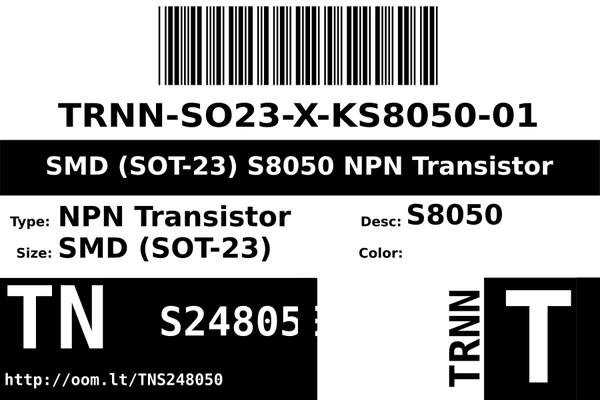 TRNN-SO23-X-KS8050-01
SMD (SOT-23) S8050 NPN Transistor
Type: NPN Transistor Desc: S8050
Size: SMD (SOT-23) Color:
TN S24805
http://oom.lt/TNS248050
TRNN
T